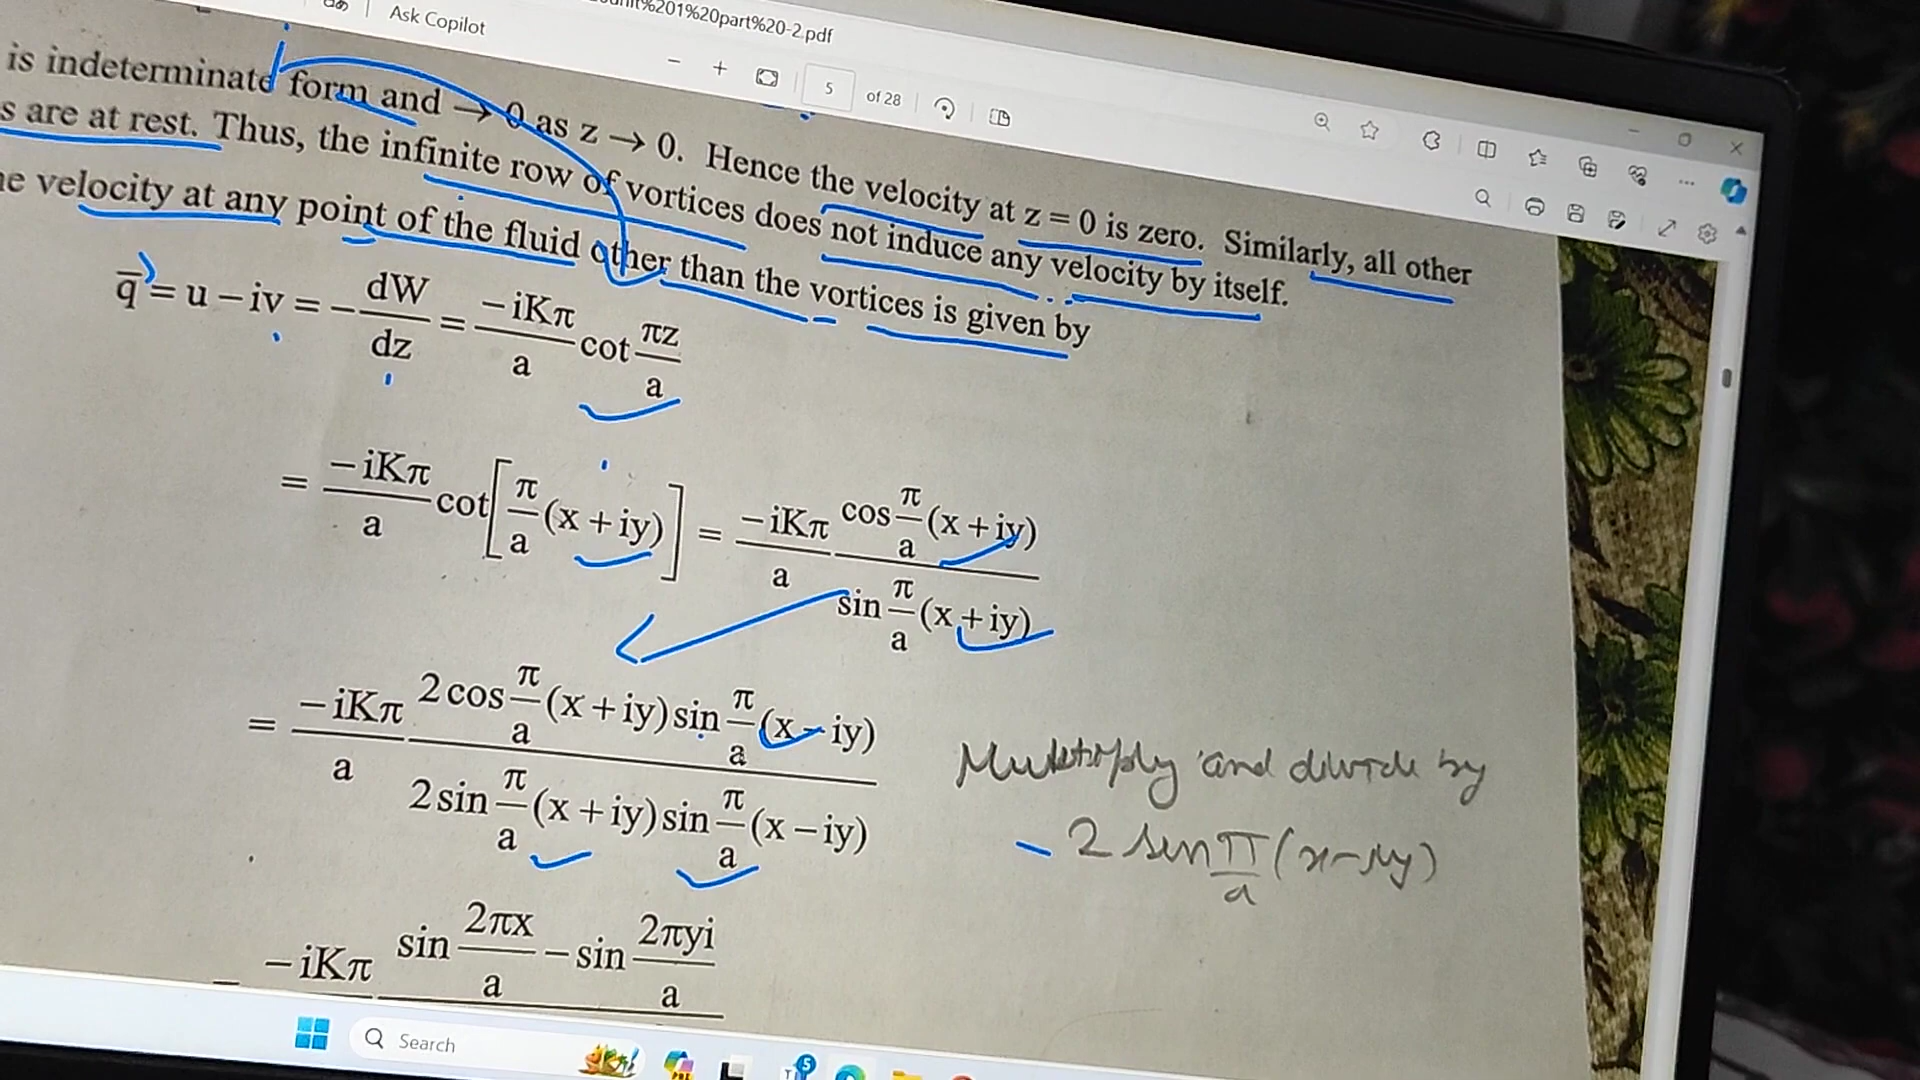 Ask Copilot
%201%20part%20-2.pdf
5 of 28
is indeterminate form and → 0 as z → 0. Hence the velocity at z = 0 is zero. Similarly, all other
s are at rest. Thus, the infinite row of vortices does not induce any velocity by itself.
e velocity at any point of the fluid other than the vortices is given by
q̅ = u – iv = – dW/dz = –iKπ/a cot πz/a
= –iKπ/a cot[π/a (x + iy)] = –iKπ/a cos π/a (x + iy) / sin π/a (x + iy)
= –iKπ/a 2 cos π/a (x + iy) sin π/a (x – iy) / 2 sin π/a (x + iy) sin π/a (x – iy)
Multiply and divide by
2 sin π/a (x – iy)
–iKπ sin 2πx/a – sin 2πyi/a
Search
5